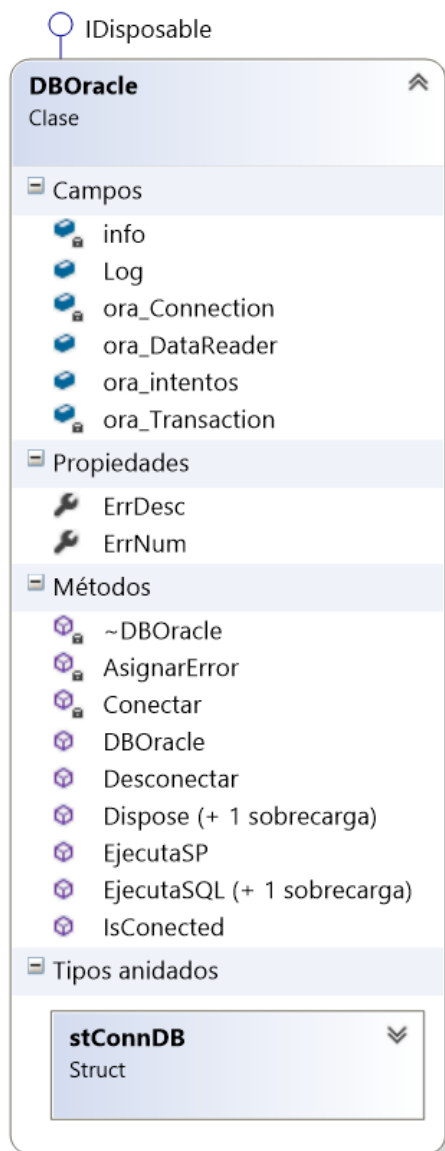 IDisposable
DBOracle
Clase
Campos
info
Log
ora_Connection
ora_DataReader
ora_intentos
ora_Transaction
Propiedades
ErrDesc
ErrNum
Métodos
~DBOracle
AsignarError
Conectar
DBOracle
Desconectar
Dispose (+ 1 sobrecarga)
EjecutaSP
EjecutaSQL (+ 1 sobrecarga)
IsConected
Tipos anidados
stConnDB
Struct